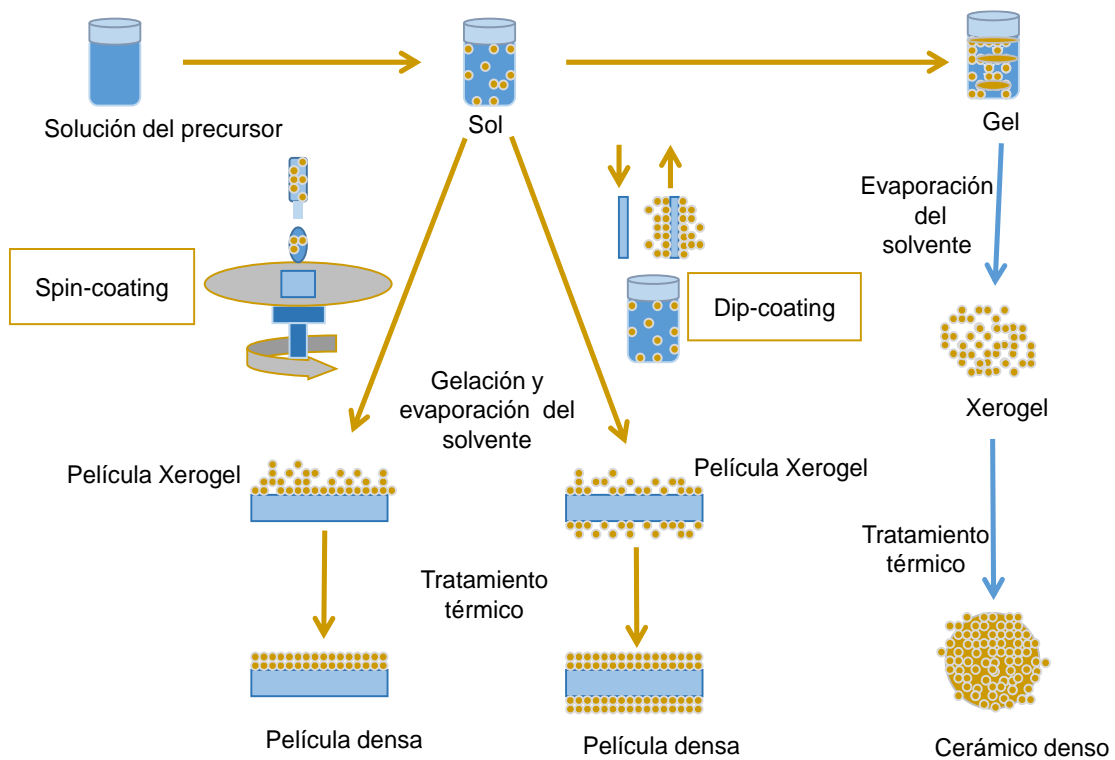 Solución del precursor
Sol
Gel
Evaporación
del
solvente
Spin-coating
Dip-coating
Gelación y
evaporación del
solvente
Xerogel
Película Xerogel
Película Xerogel
Tratamiento
térmico
Tratamiento
térmico
Película densa
Película densa
Cerámico denso